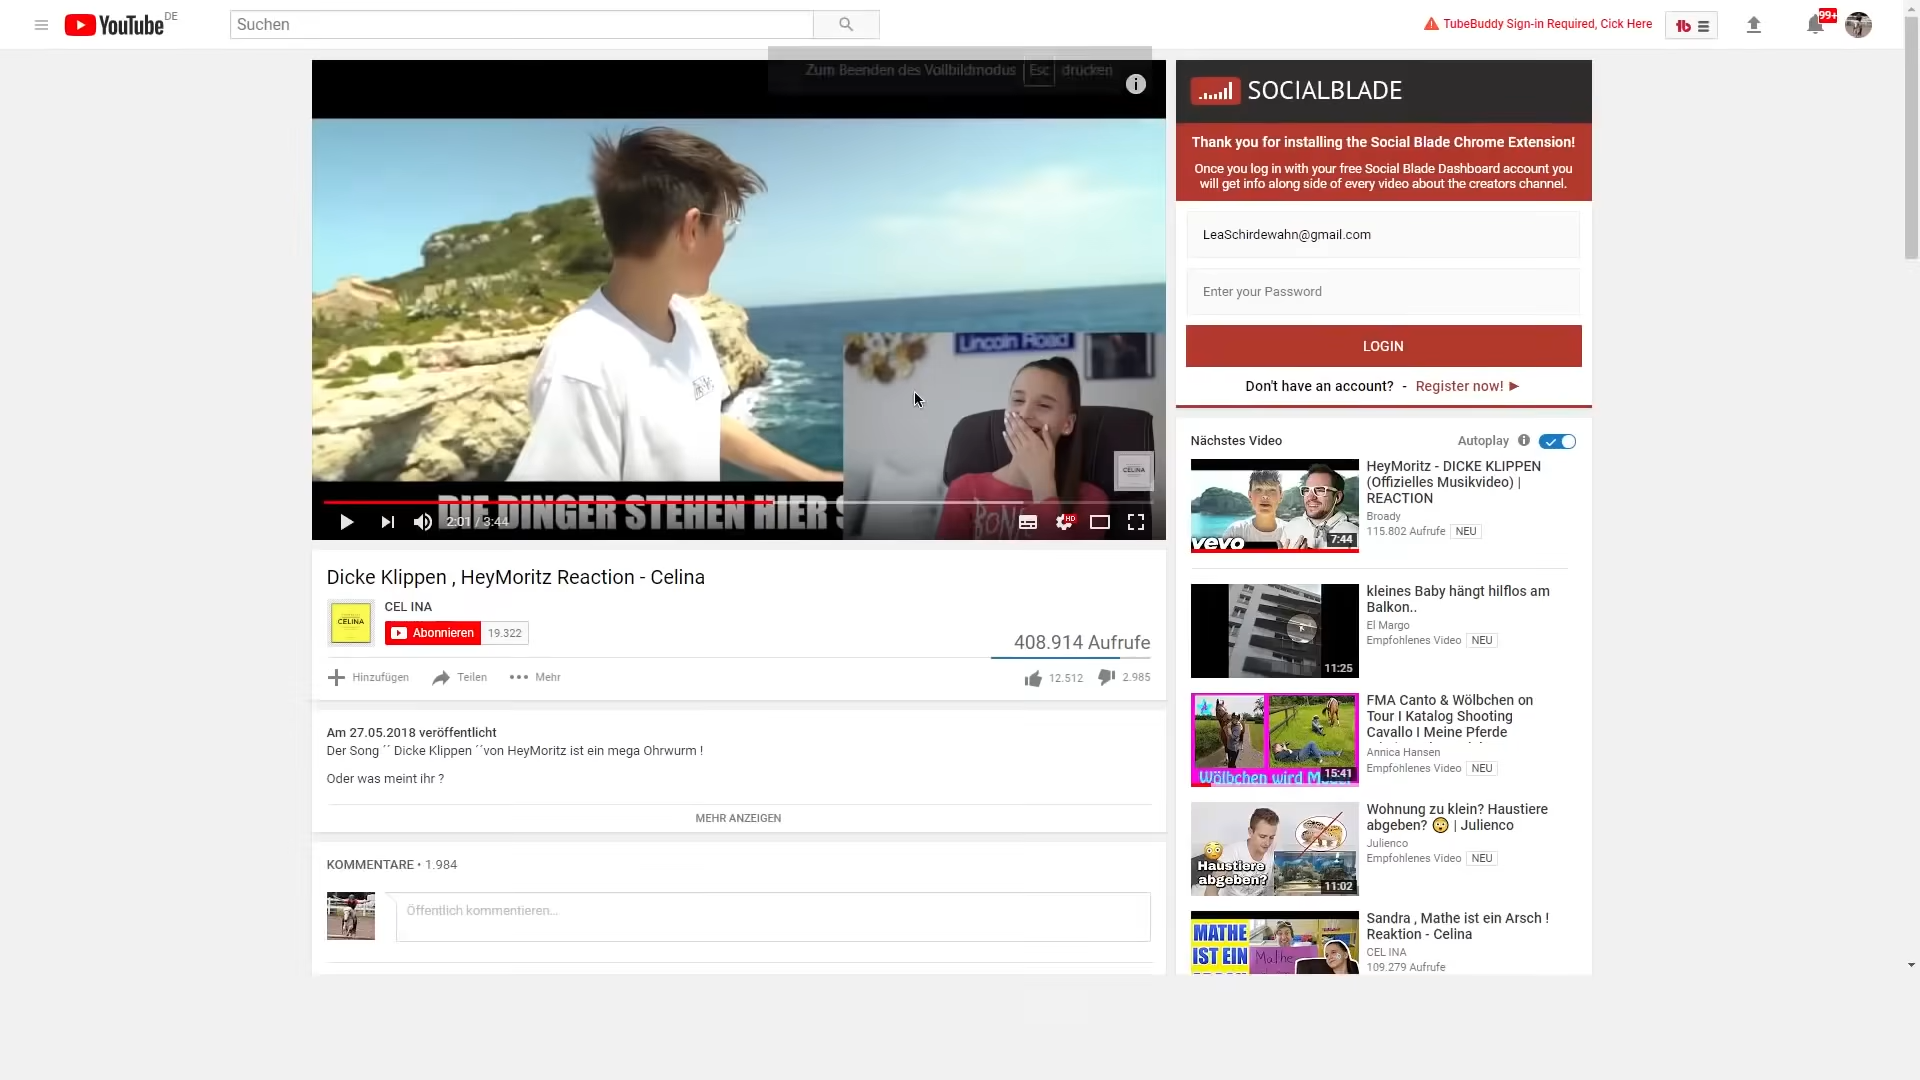 YouTube DE
Suchen
TubeBuddy Sign-in Required, Cick Here
99+
Zum Beenden des Vollbildmodus Esc drücken
SOCIALBLADE
Thank you for installing the Social Blade Chrome Extension!
Once you log in with your free Social Blade Dashboard account you
will get info along side of every video about the creators channel.
LeaSchirdewahn@gmail.com
Enter your Password
LOGIN
Don't have an account? - Register now! ►
Lincoln Road
CELINA
DIE DINGER STEHEN HIER S
2:01 / 3:44
HD
Dicke Klippen , HeyMoritz Reaction - Celina
CELINA
CEL INA
Abonnieren 19.322
408.914 Aufrufe
Hinzufügen Teilen Mehr
12.512 2.985
Am 27.05.2018 veröffentlicht
Der Song ´´ Dicke Klippen ´´von HeyMoritz ist ein mega Ohrwurm !
Oder was meint ihr ?
MEHR ANZEIGEN
KOMMENTARE • 1.984
Öffentlich kommentieren...
Nächstes Video
Autoplay
vevo
7:44
HeyMoritz - DICKE KLIPPEN
(Offizielles Musikvideo) |
REACTION
Broady
115.802 Aufrufe NEU
11:25
kleines Baby hängt hilflos am
Balkon..
El Margo
Empfohlenes Video NEU
Wölbchen wird M
15:41
FMA Canto & Wölbchen on
Tour I Katalog Shooting
Cavallo I Meine Pferde
Annica Hansen
Empfohlenes Video NEU
Haustiere
abgeben?
11:02
Wohnung zu klein? Haustiere
abgeben? 😲 | Julienco
Julienco
Empfohlenes Video NEU
MATHE
IST EIN
Mathe
Sandra , Mathe ist ein Arsch !
Reaktion - Celina
CEL INA
109.279 Aufrufe